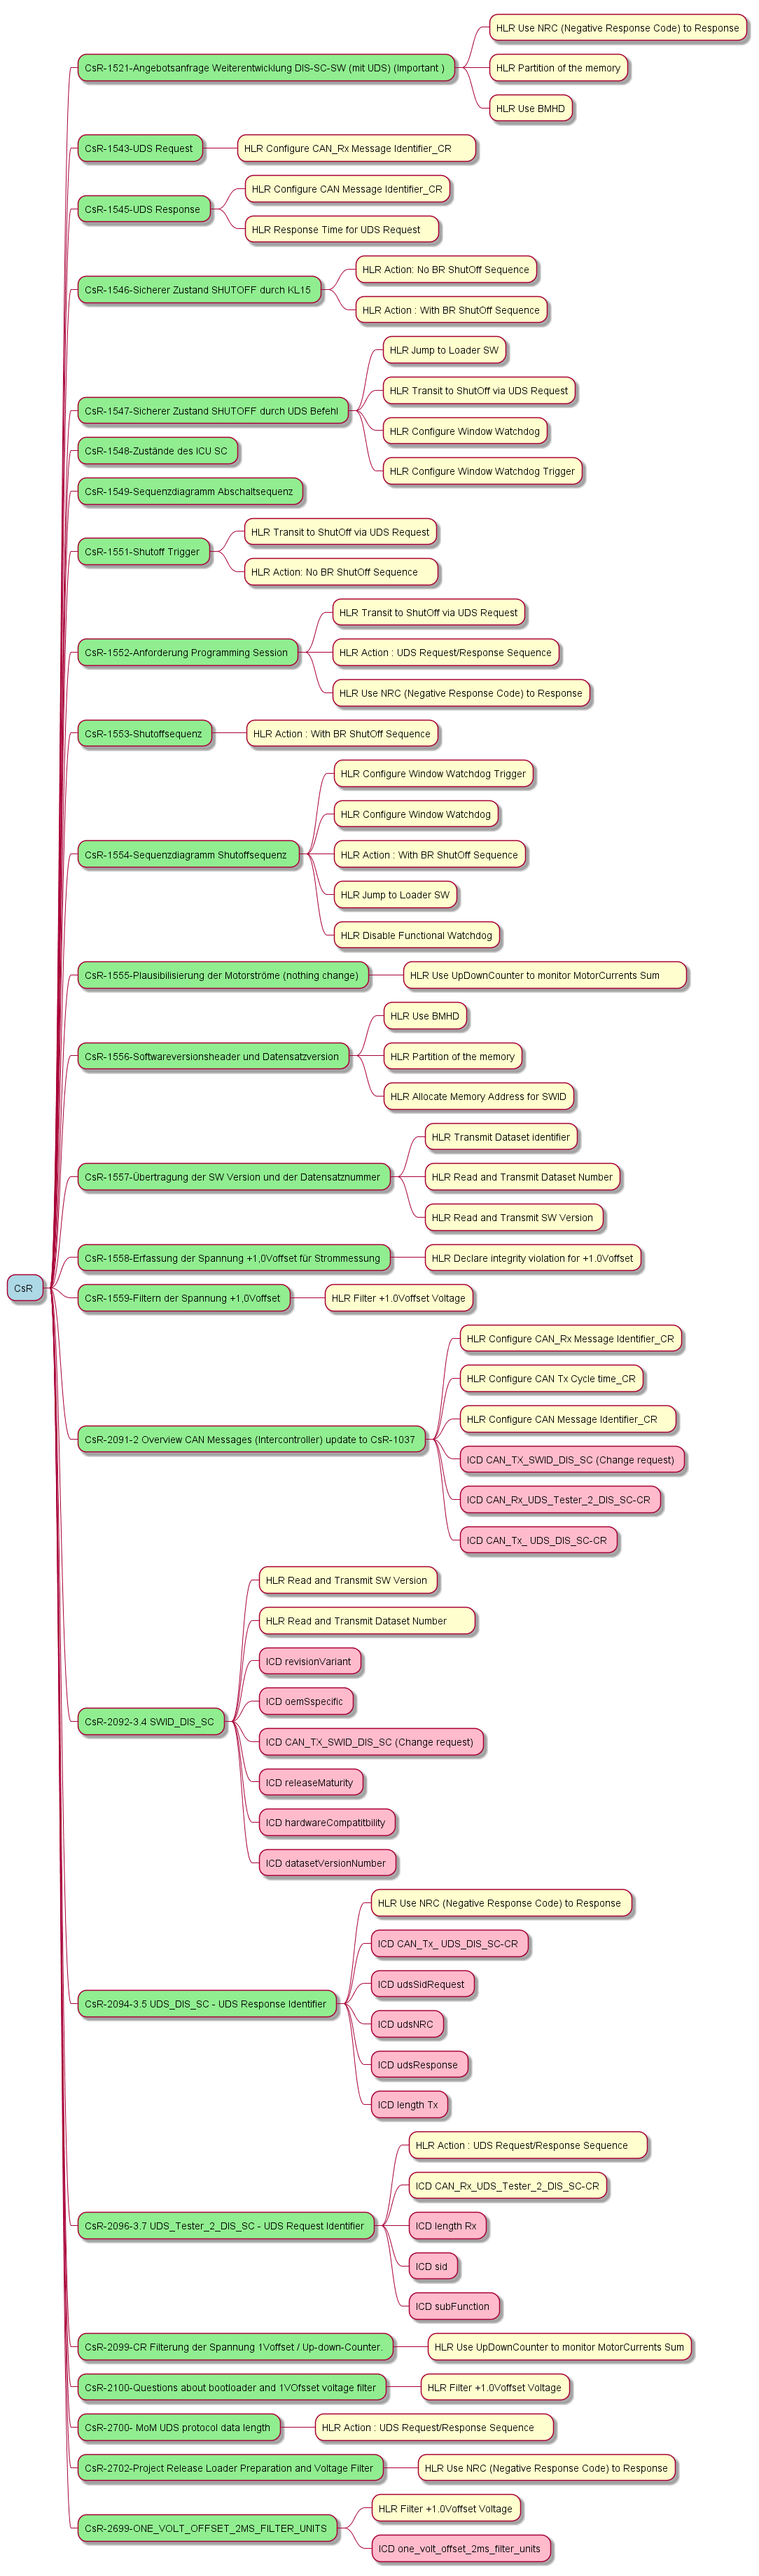 HLR Use NRC (Negative Response Code) to Response
CsR-1521-Angebotsanfrage Weiterentwicklung DIS-SC-SW (mit UDS) (Important )
HLR Partition of the memory
HLR Use BMHD
CsR-1543-UDS Request
HLR Configure CAN_Rx Message Identifier_CR
CsR-1545-UDS Response
HLR Configure CAN Message Identifier_CR
HLR Response Time for UDS Request
CsR-1546-Sicherer Zustand SHUTOFF durch KL15
HLR Action: No BR ShutOff Sequence
HLR Action : With BR ShutOff Sequence
CsR-1547-Sicherer Zustand SHUTOFF durch UDS Befehl
HLR Jump to Loader SW
HLR Transit to ShutOff via UDS Request
HLR Configure Window Watchdog
HLR Configure Window Watchdog Trigger
CsR-1548-Zustände des ICU SC
CsR-1549-Sequenzdiagramm Abschaltsequenz
CsR-1551-Shutoff Trigger
HLR Transit to ShutOff via UDS Request
HLR Action: No BR ShutOff Sequence
CsR-1552-Anforderung Programming Session
HLR Transit to ShutOff via UDS Request
HLR Action : UDS Request/Response Sequence
HLR Use NRC (Negative Response Code) to Response
CsR-1553-Shutoffsequenz
HLR Action : With BR ShutOff Sequence
CsR-1554-Sequenzdiagramm Shutoffsequenz
HLR Configure Window Watchdog Trigger
HLR Configure Window Watchdog
HLR Action : With BR ShutOff Sequence
HLR Jump to Loader SW
HLR Disable Functional Watchdog
CsR-1555-Plausibilisierung der Motorströme (nothing change)
HLR Use UpDownCounter to monitor MotorCurrents Sum
CsR-1556-Softwareversionsheader und Datensatzversion
HLR Use BMHD
HLR Partition of the memory
HLR Allocate Memory Address for SWID
CsR-1557-Übertragung der SW Version und der Datensatznummer
HLR Transmit Dataset identifier
HLR Read and Transmit Dataset Number
HLR Read and Transmit SW Version
CsR-1558-Erfassung der Spannung +1,0Voffset für Strommessung
HLR Declare integrity violation for +1.0Voffset
CsR
CsR-1559-Filtern der Spannung +1,0Voffset
HLR Filter +1.0Voffset Voltage
CsR-2091-2 Overview CAN Messages (Intercontroller) update to CsR-1037
HLR Configure CAN_Rx Message Identifier_CR
HLR Configure CAN Tx Cycle time_CR
HLR Configure CAN Message Identifier_CR
ICD CAN_TX_SWID_DIS_SC (Change request)
ICD CAN_Rx_UDS_Tester_2_DIS_SC-CR
ICD CAN_Tx_ UDS_DIS_SC-CR
CsR-2092-3.4 SWID_DIS_SC
HLR Read and Transmit SW Version
HLR Read and Transmit Dataset Number
ICD revisionVariant
ICD oemSspecific
ICD CAN_TX_SWID_DIS_SC (Change request)
ICD releaseMaturity
ICD hardwareCompatitbility
ICD datasetVersionNumber
CsR-2094-3.5 UDS_DIS_SC - UDS Response Identifier
HLR Use NRC (Negative Response Code) to Response
ICD CAN_Tx_ UDS_DIS_SC-CR
ICD udsSidRequest
ICD udsNRC
ICD udsResponse
ICD length Tx
CsR-2096-3.7 UDS_Tester_2_DIS_SC - UDS Request Identifier
HLR Action : UDS Request/Response Sequence
ICD CAN_Rx_UDS_Tester_2_DIS_SC-CR
ICD length Rx
ICD sid
ICD subFunction
CsR-2099-CR Filterung der Spannung 1Voffset / Up-down-Counter.
HLR Use UpDownCounter to monitor MotorCurrents Sum
CsR-2100-Questions about bootloader and 1VOfsset voltage filter
HLR Filter +1.0Voffset Voltage
CsR-2700- MoM UDS protocol data length
HLR Action : UDS Request/Response Sequence
CsR-2702-Project Release Loader Preparation and Voltage Filter
HLR Use NRC (Negative Response Code) to Response
CsR-2699-ONE_VOLT_OFFSET_2MS_FILTER_UNITS
HLR Filter +1.0Voffset Voltage
ICD one_volt_offset_2ms_filter_units